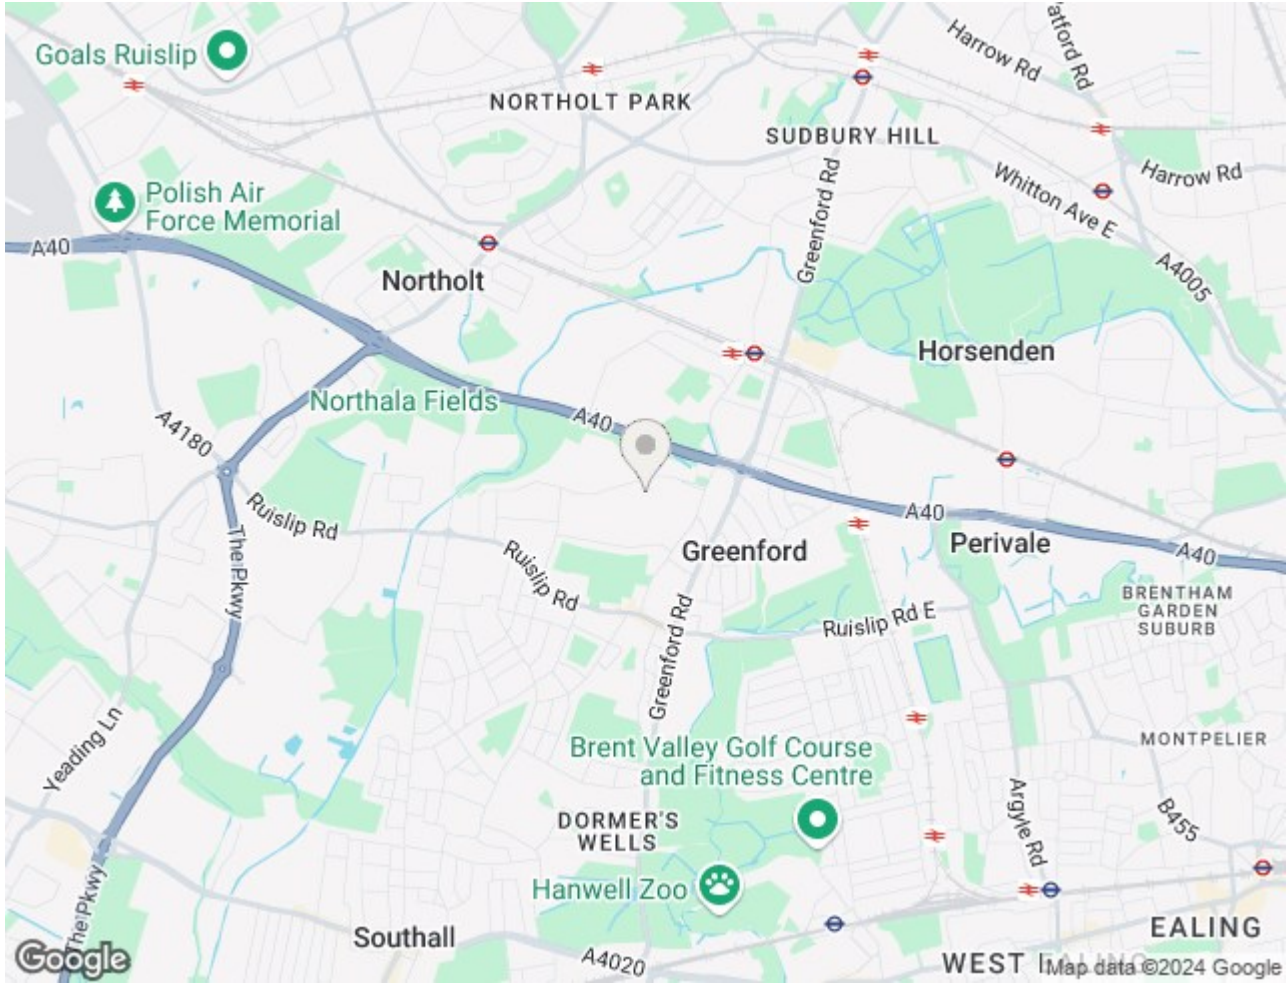 Goals Ruislip
Harrow Rd
atford Rd
NORTHOLT PARK
SUDBURY HILL
Greenford Rd
Whitton Ave E
Harrow Rd
Polish Air
Force Memorial
A40
Northolt
A4005
Horsenden
Northala Fields
A40
A4180
Ruislip Rd
The Pkwy
Ruislip Rd
Greenford
A40
Perivale
A40
BRENTHAM
GARDEN
SUBURB
Greenford Rd
Ruislip Rd E
Yeading Ln
Brent Valley Golf Course
and Fitness Centre
MONTPELIER
Argyle Rd
B455
DORMER'S
WELLS
Hanwell Zoo
The Pkwy
Southall
A4020
EALING
WEST EALING
Google
Map data ©2024 Google